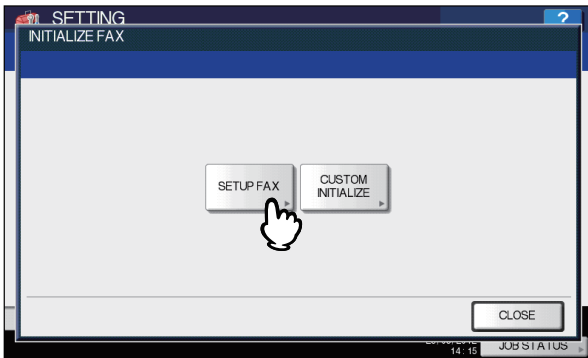 SETTING
?
INITIALIZE FAX
SETUP FAX
CUSTOM
INITIALIZE
CLOSE
14 : 15
JOB STATUS